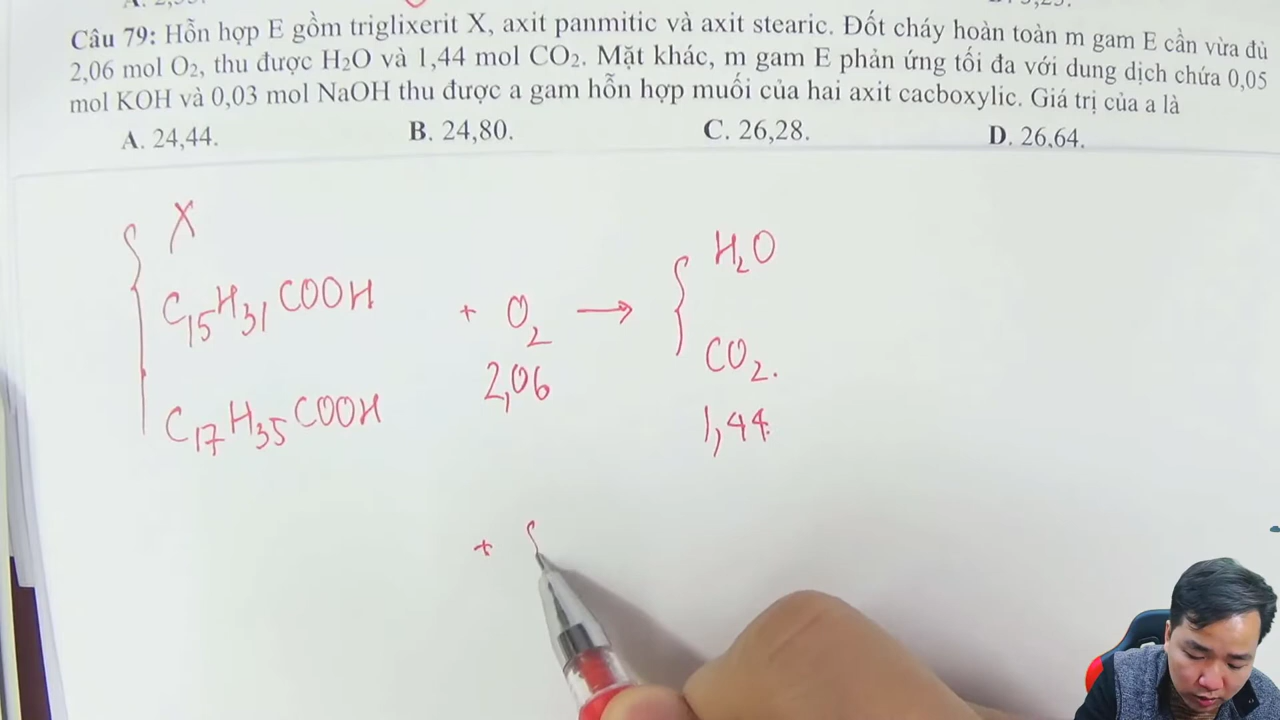 Câu 79: Hỗn hợp E gồm triglixerit X, axit panmitic và axit stearic. Đốt cháy hoàn toàn m gam E cần vừa đủ
2,06 mol O₂, thu được H₂O và 1,44 mol CO₂. Mặt khác, m gam E phản ứng tối đa với dung dịch chứa 0,05
mol KOH và 0,03 mol NaOH thu được a gam hỗn hợp muối của hai axit cacboxylic. Giá trị của a là
A. 24,44. B. 24,80. C. 26,28. D. 26,64.
X
C₁₅H₃₁COOH + O₂ → H₂O
2,06 CO₂.
C₁₇H₃₅COOH 1,44
+